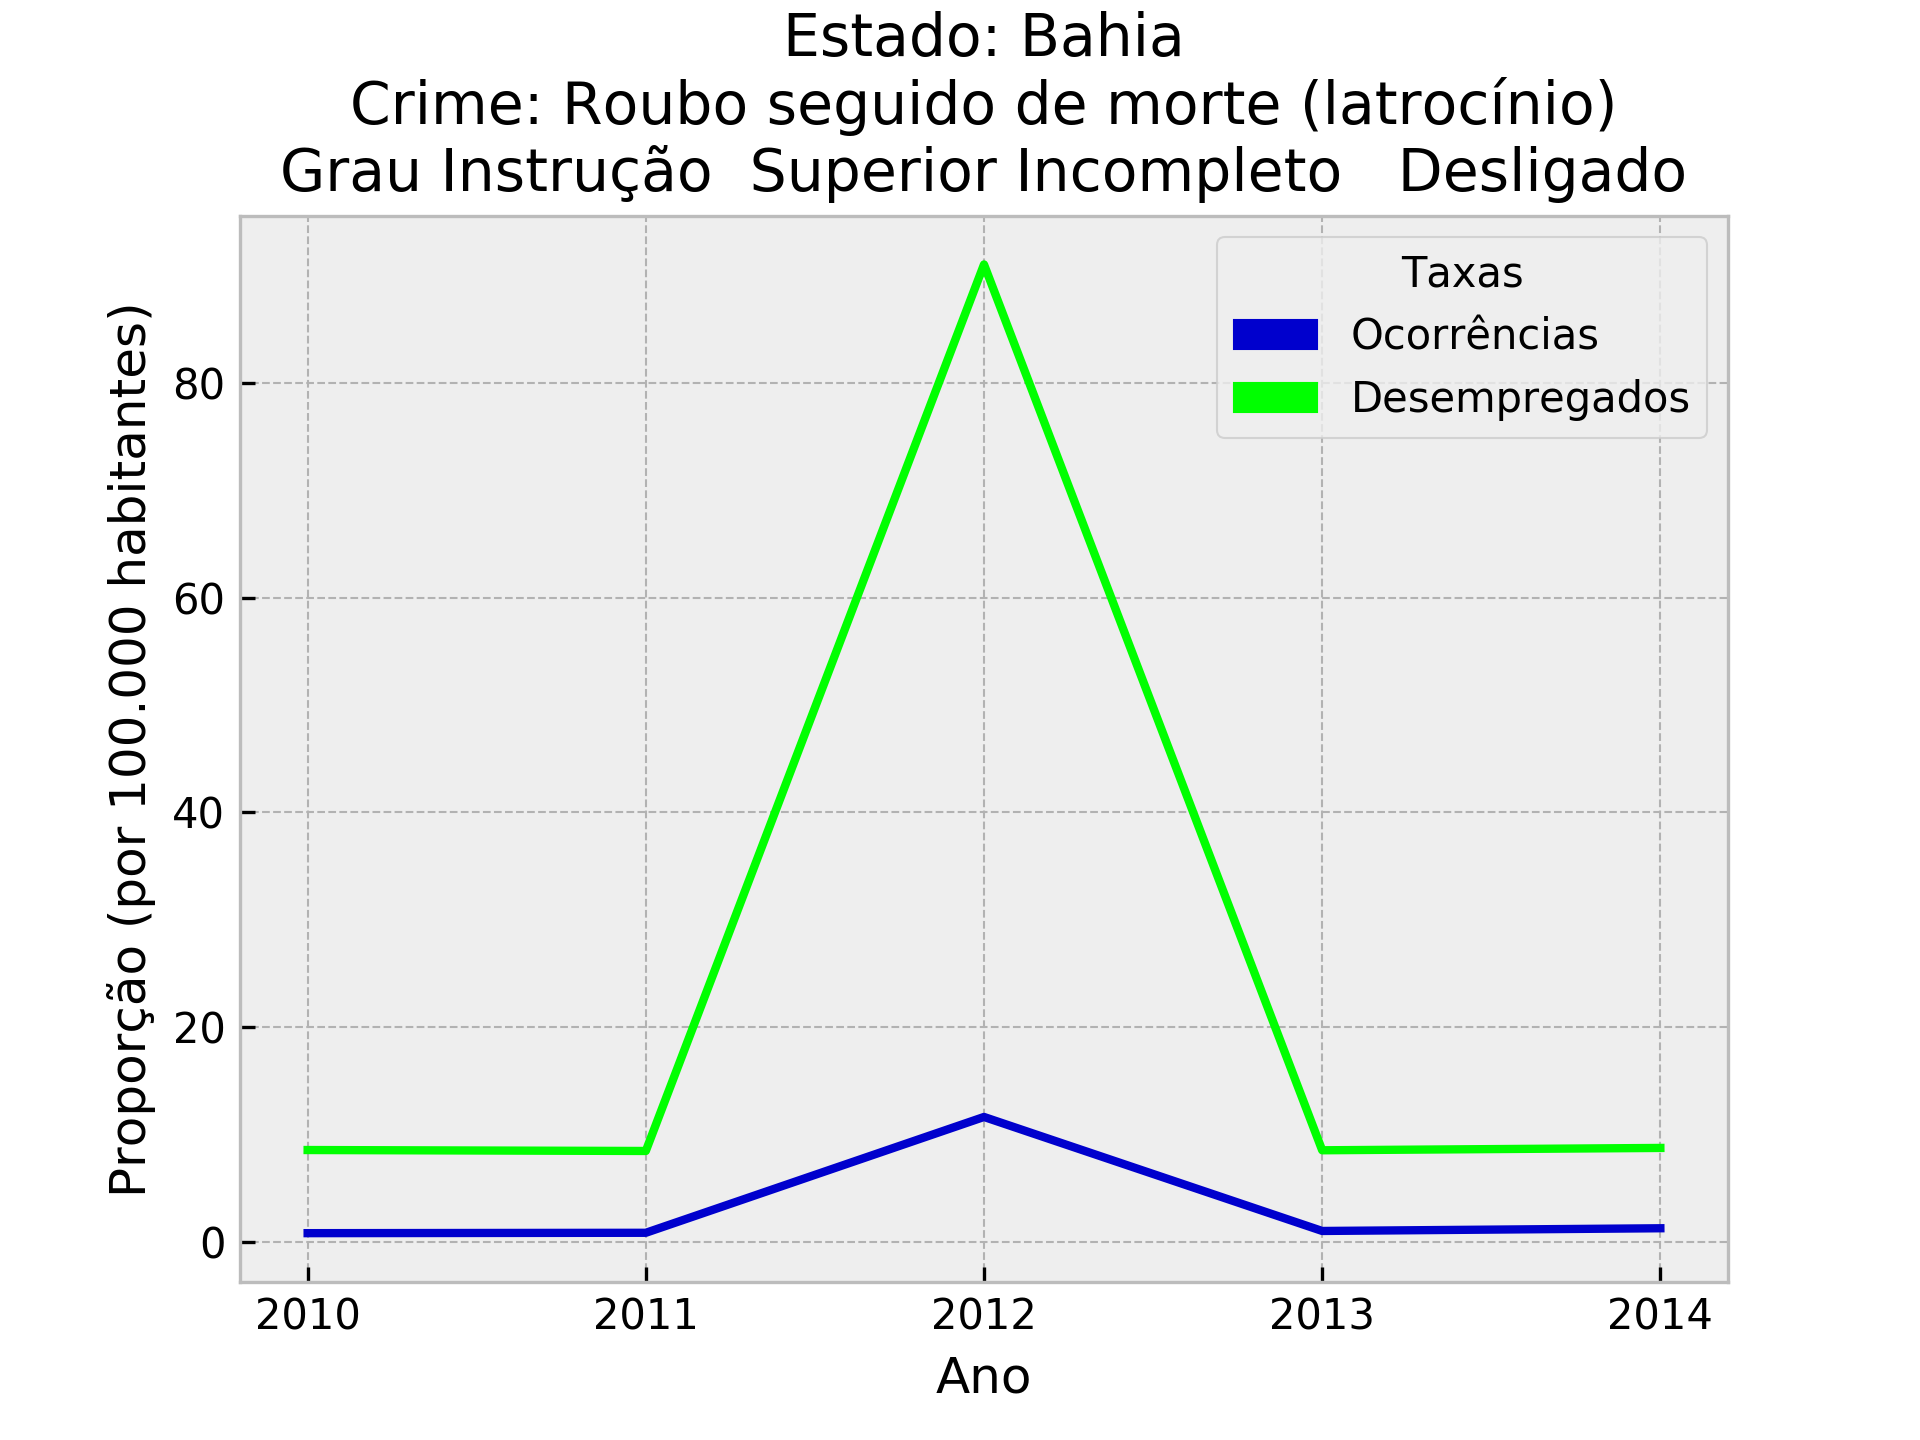 Estado: Bahia
Crime: Roubo seguido de morte (latrocínio)
Grau Instrução  Superior Incompleto   Desligado
Taxas
Ocorrências
Desempregados
Proporção (por 100.000 habitantes)
80
60
40
20
0
2010 2011 2012 2013 2014
Ano